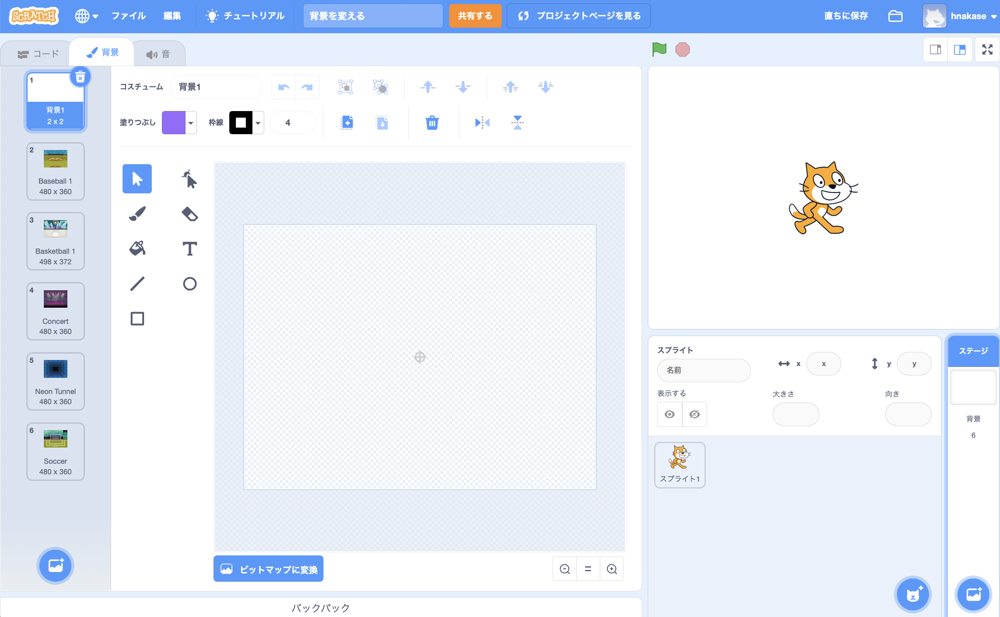 SCRATCH
ファイル
編集
チュートリアル
背景を変える
共有する
プロジェクトページを見る
直ちに保存
hnakase
コード
背景
音
1
背景1
2 x 2
2
Baseball 1
480 x 360
3
Basketball 1
498 x 372
4
Concert
480 x 360
5
Neon Tunnel
480 x 360
6
Soccer
480 x 360
コスチューム
背景1
塗りつぶし
枠線
4
T
ビットマップに変換
=
バックパック
スプライト
名前
x
x
y
y
表示する
大きさ
向き
スプライト1
ステージ
背景
6